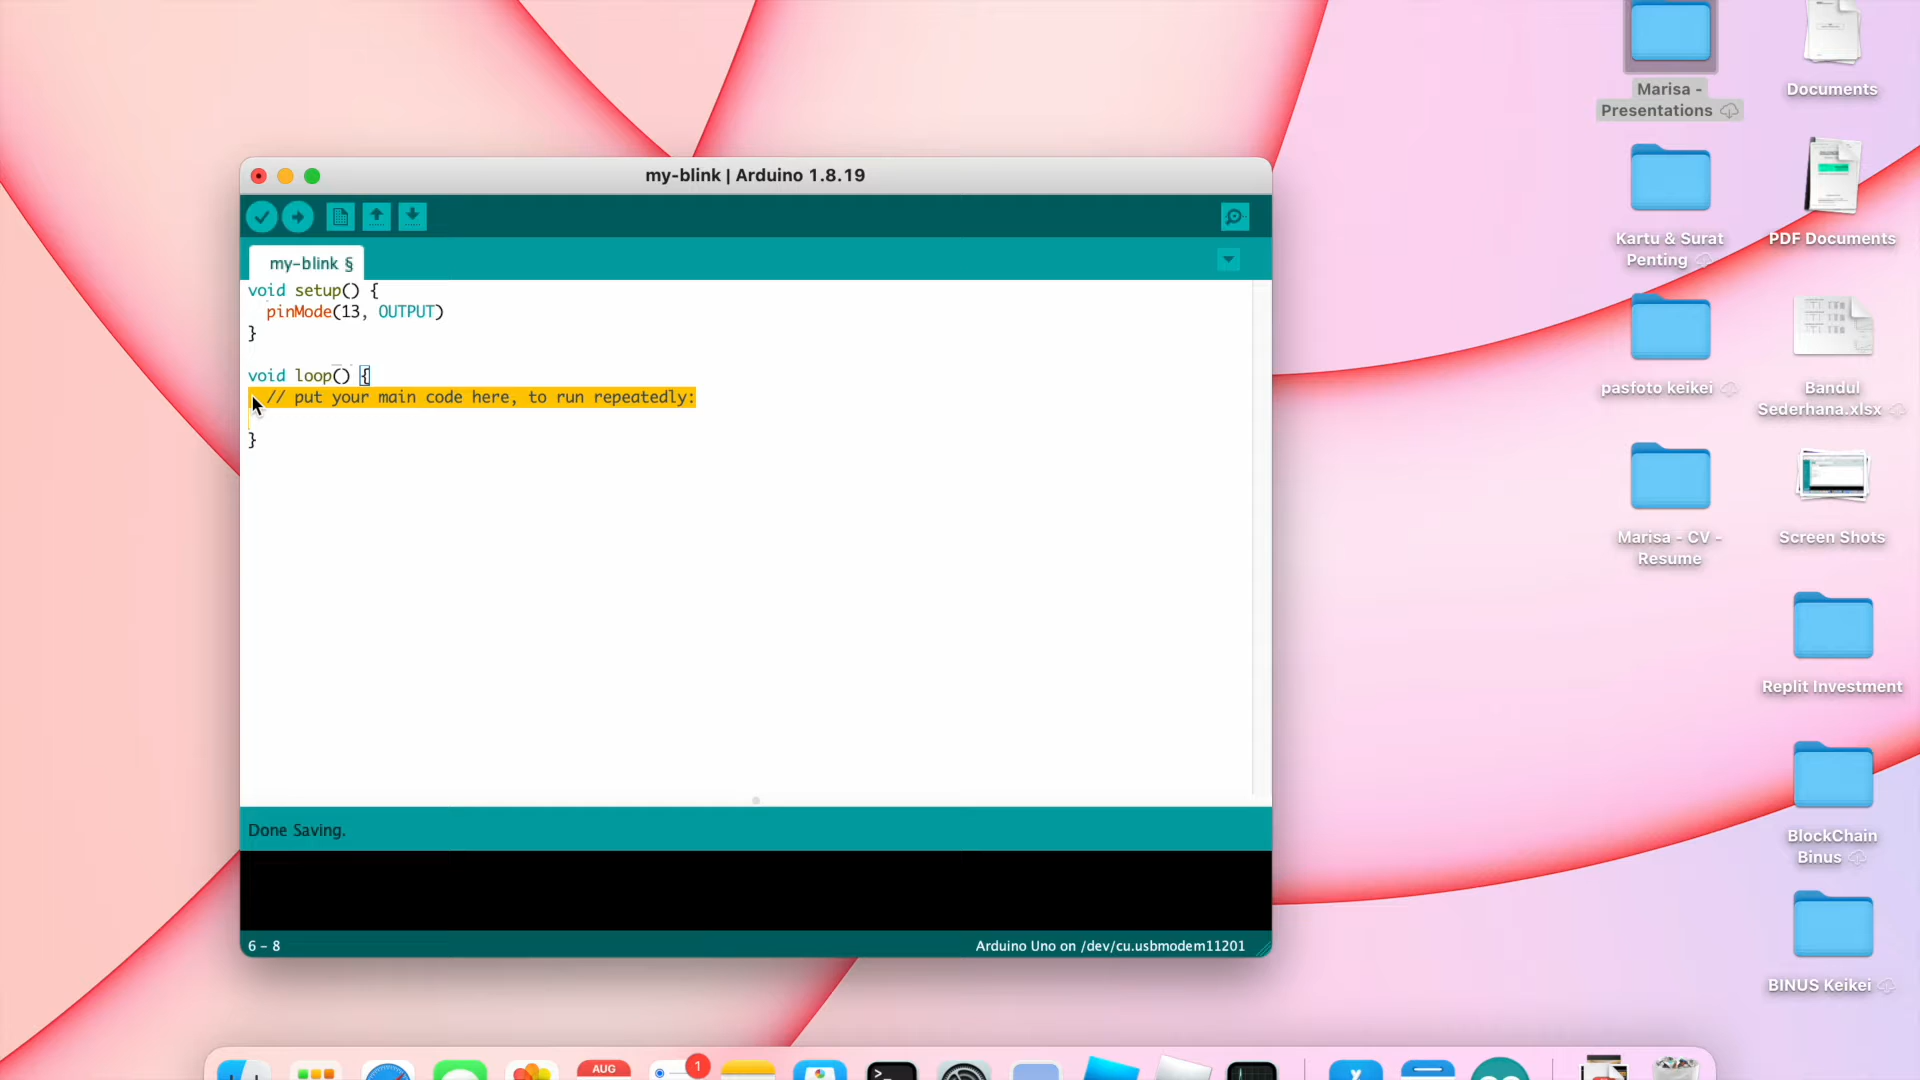 my-blink | Arduino 1.8.19
my-blink §
void setup() {
  pinMode(13, OUTPUT)
}
void loop() {
  // put your main code here, to run repeatedly:
}
Done Saving.
6 - 8
Arduino Uno on /dev/cu.usbmodem11201
Marisa -
Presentations
Documents
Kartu & Surat
Penting
PDF Documents
pasfoto keikei
Bandul
Sederhana.xlsx
Marisa - CV -
Resume
Screen Shots
Replit Investment
BlockChain
Binus
BINUS Keikei
AUG
1